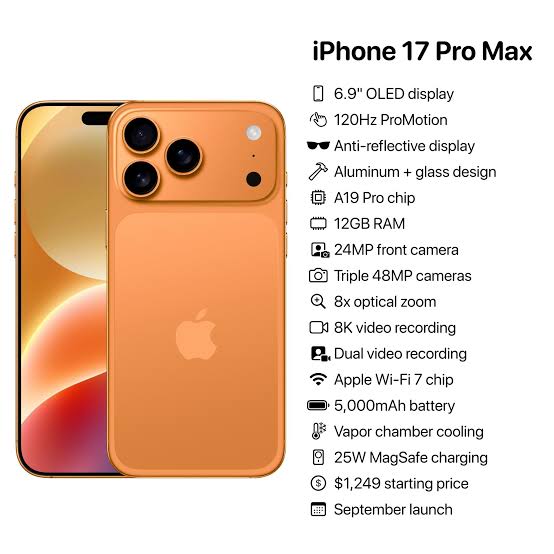 iPhone 17 Pro Max
6.9" OLED display
120Hz ProMotion
Anti-reflective display
Aluminum + glass design
A19 Pro chip
12GB RAM
24MP front camera
Triple 48MP cameras
8x optical zoom
8K video recording
Dual video recording
Apple Wi-Fi 7 chip
5,000mAh battery
Vapor chamber cooling
25W MagSafe charging
$1,249 starting price
September launch